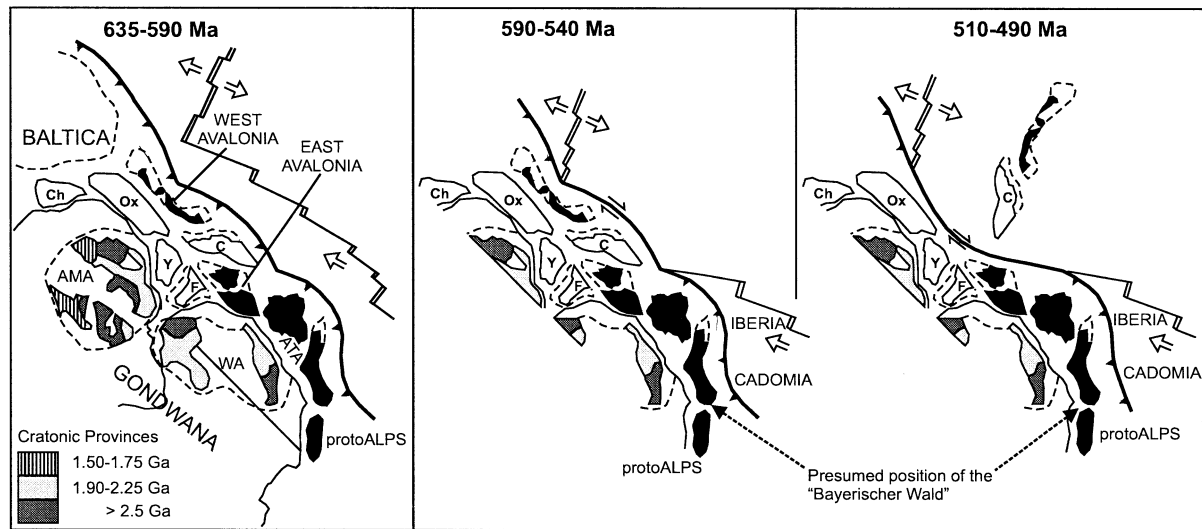 635-590 Ma
BALTICA
WEST
AVALONIA
EAST
AVALONIA
Ch
Ox
C
Y
F
AMA
WA
ATA
GONDWANA
protoALPS
Cratonic Provinces
1.50-1.75 Ga
1.90-2.25 Ga
> 2.5 Ga
590-540 Ma
Ch
Ox
C
Y
F
IBERIA
CADOMIA
protoALPS
510-490 Ma
Ch
Ox
C
Y
F
IBERIA
CADOMIA
protoALPS
Presumed position of the
"Bayerischer Wald"